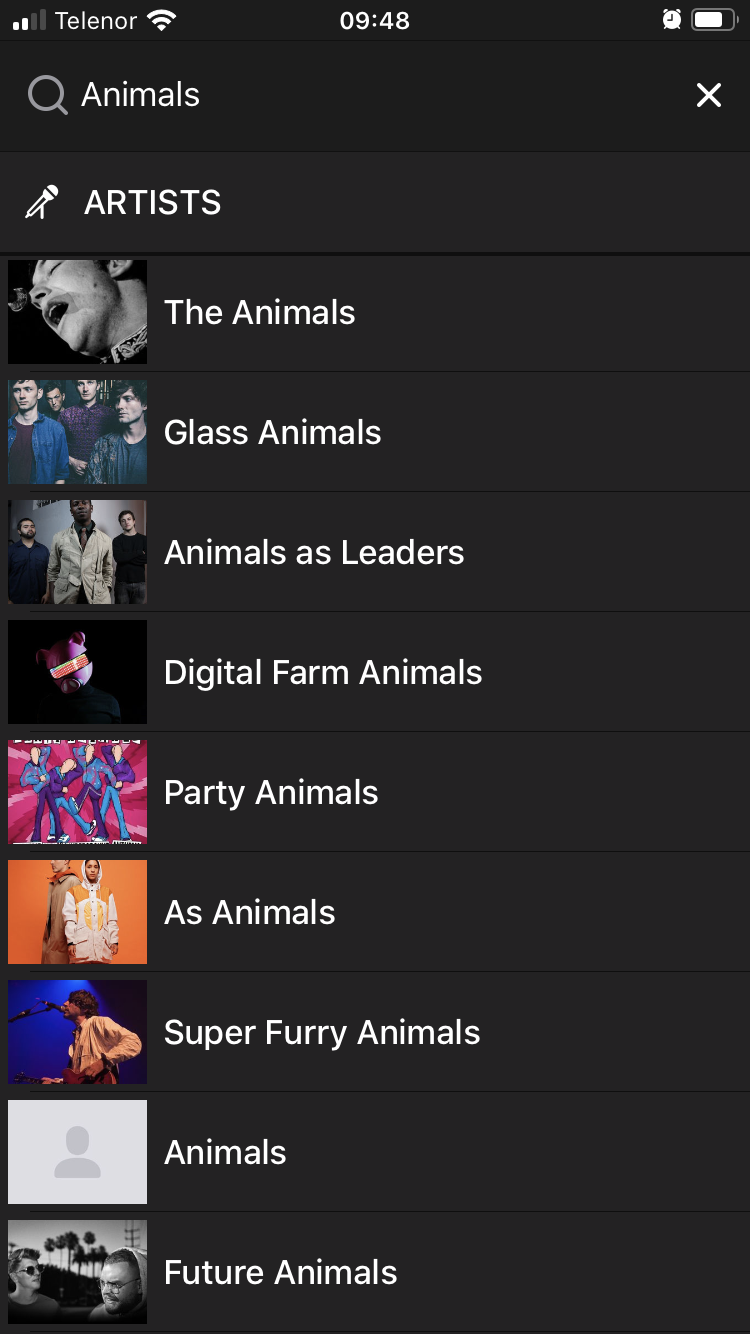 Telenor 09:48
Animals
ARTISTS
The Animals
Glass Animals
Animals as Leaders
Digital Farm Animals
Party Animals
As Animals
Super Furry Animals
Animals
Future Animals